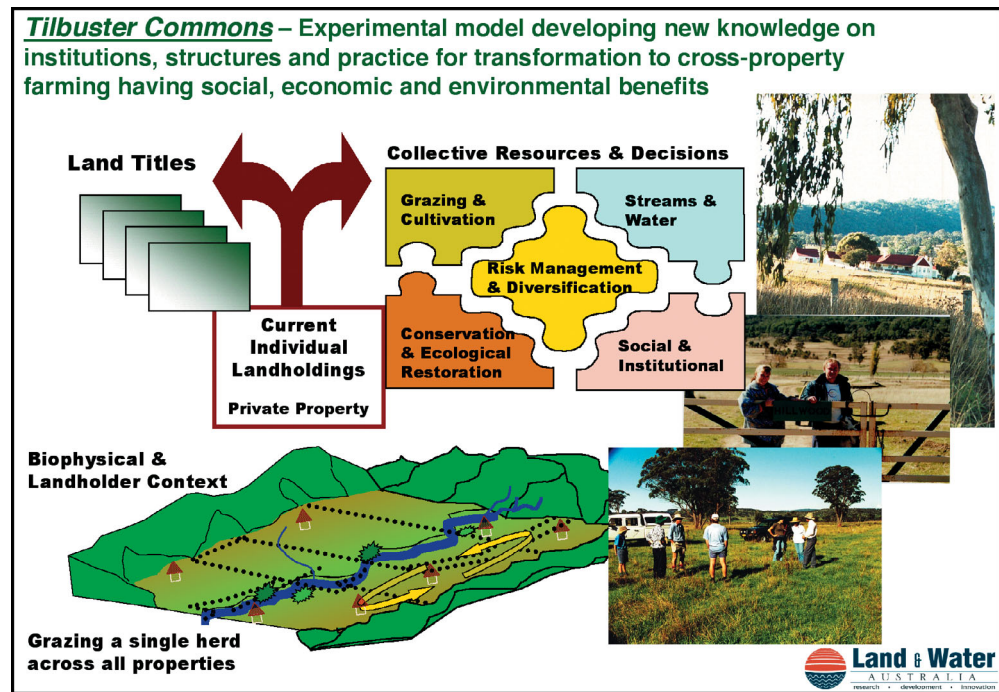 Tilbuster Commons – Experimental model developing new knowledge on
institutions, structures and practice for transformation to cross-property
farming having social, economic and environmental benefits
Land Titles
Current
Individual
Landholdings
Private Property
Collective Resources & Decisions
Grazing &
Cultivation
Streams &
Water
Risk Management
& Diversification
Conservation
& Ecological
Restoration
Social &
Institutional
Biophysical &
Landholder Context
Grazing a single herd
across all properties
HILLWOOD
Land & Water
AUSTRALIA
research • development • innovation